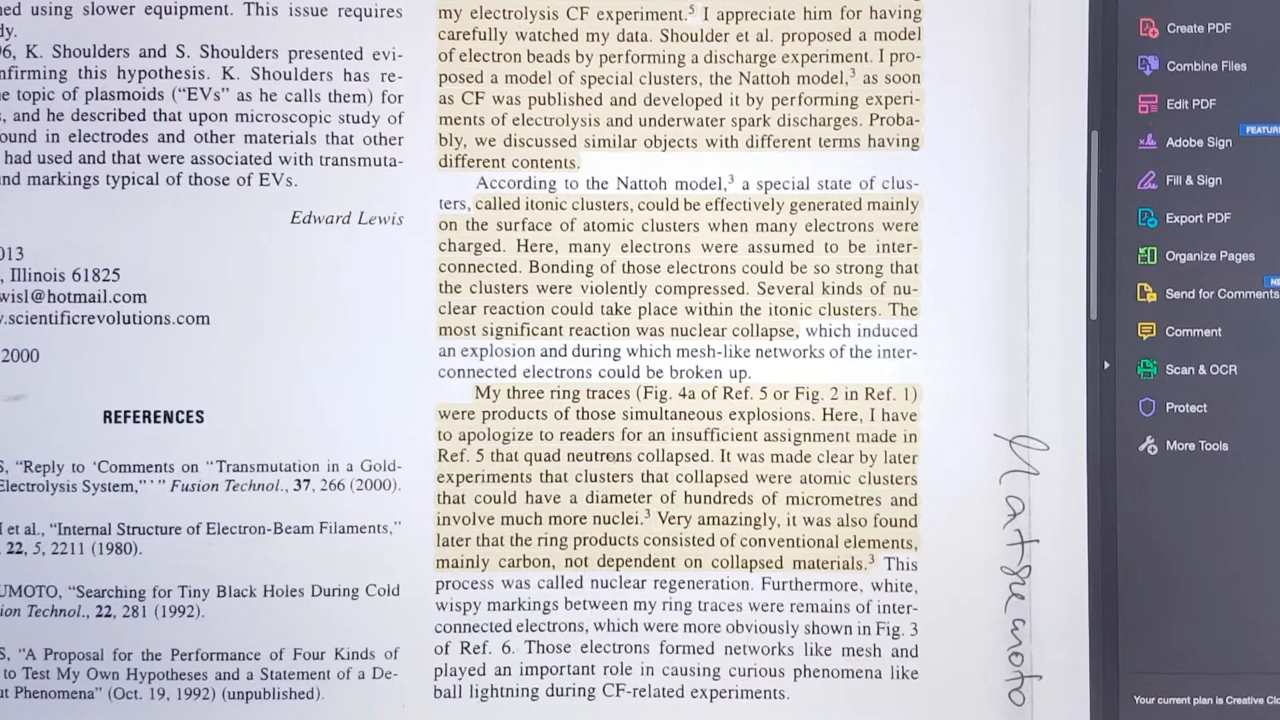 ned using slower equipment. This issue requires
dy.
96, K. Shoulders and S. Shoulders presented evi-
nfirming this hypothesis. K. Shoulders has re-
e topic of plasmoids (“EVs” as he calls them) for
s, and he described that upon microscopic study of
ound in electrodes and other materials that other
had used and that were associated with transmuta-
nd markings typical of those of EVs.
Edward Lewis
013
, Illinois 61825
wisl@hotmail.com
.scientificrevolutions.com
2000
REFERENCES
S, “Reply to ‘Comments on “Transmutation in a Gold-
Electrolysis System,” ’ ” Fusion Technol., 37, 266 (2000).
I et al., “Internal Structure of Electron-Beam Filaments,”
22, 5, 2211 (1980).
UMOTO, “Searching for Tiny Black Holes During Cold
ion Technol., 22, 281 (1992).
S, “A Proposal for the Performance of Four Kinds of
to Test My Own Hypotheses and a Statement of a De-
ut Phenomena” (Oct. 19, 1992) (unpublished).
my electrolysis CF experiment.5 I appreciate him for having
carefully watched my data. Shoulder et al. proposed a model
of electron beads by performing a discharge experiment. I pro-
posed a model of special clusters, the Nattoh model,3 as soon
as CF was published and developed it by performing experi-
ments of electrolysis and underwater spark discharges. Proba-
bly, we discussed similar objects with different terms having
different contents.
According to the Nattoh model,3 a special state of clus-
ters, called itonic clusters, could be effectively generated mainly
on the surface of atomic clusters when many electrons were
charged. Here, many electrons were assumed to be inter-
connected. Bonding of those electrons could be so strong that
the clusters were violently compressed. Several kinds of nu-
clear reaction could take place within the itonic clusters. The
most significant reaction was nuclear collapse, which induced
an explosion and during which mesh-like networks of the inter-
connected electrons could be broken up.
My three ring traces (Fig. 4a of Ref. 5 or Fig. 2 in Ref. 1)
were products of those simultaneous explosions. Here, I have
to apologize to readers for an insufficient assignment made in
Ref. 5 that quad neutrons collapsed. It was made clear by later
experiments that clusters that collapsed were atomic clusters
that could have a diameter of hundreds of micrometres and
involve much more nuclei.3 Very amazingly, it was also found
later that the ring products consisted of conventional elements,
mainly carbon, not dependent on collapsed materials.3 This
process was called nuclear regeneration. Furthermore, white,
wispy markings between my ring traces were remains of inter-
connected electrons, which were more obviously shown in Fig. 3
of Ref. 6. Those electrons formed networks like mesh and
played an important role in causing curious phenomena like
ball lightning during CF-related experiments.
Matsumoto
Create PDF
Combine Files
Edit PDF
FEATUR
Adobe Sign
Fill & Sign
Export PDF
Organize Pages
NE
Send for Comments
Comment
Scan & OCR
Protect
More Tools
Your current plan is Creative Clo